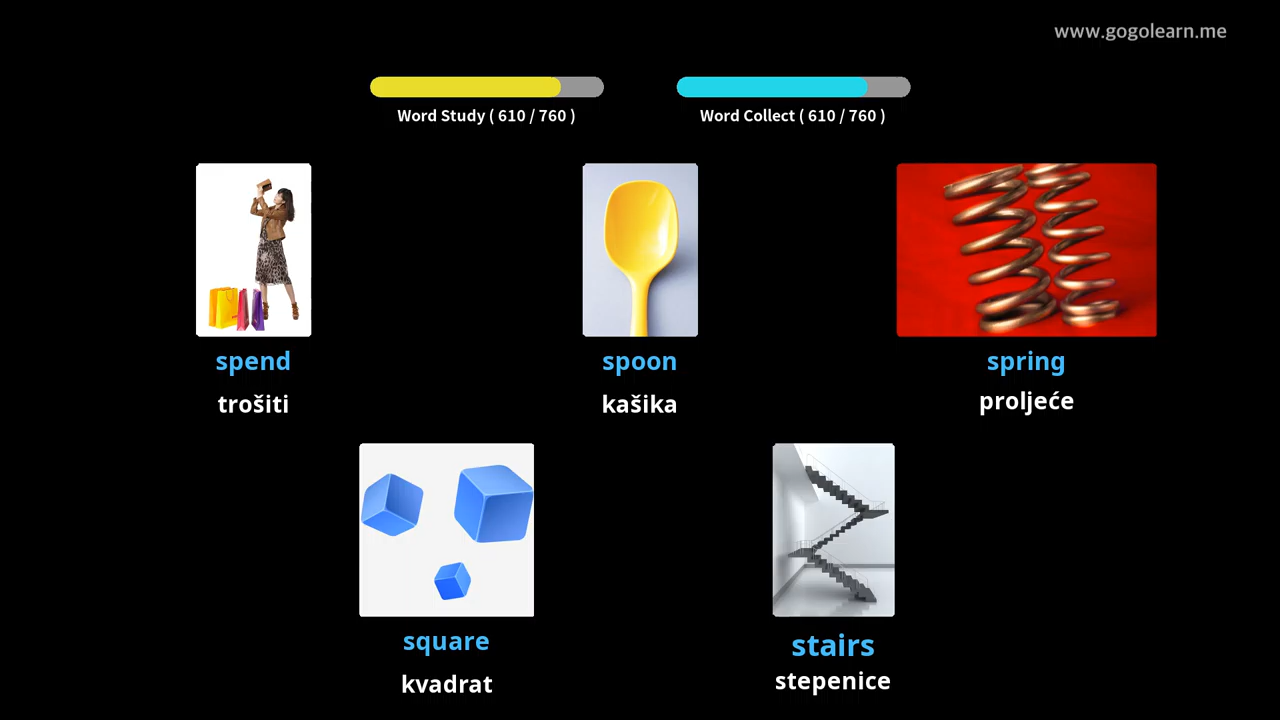 www.gogolearn.me
Word Study ( 610 / 760 )
Word Collect ( 610 / 760 )
spend
trošiti
spoon
kašika
spring
proljeće
square
kvadrat
stairs
stepenice